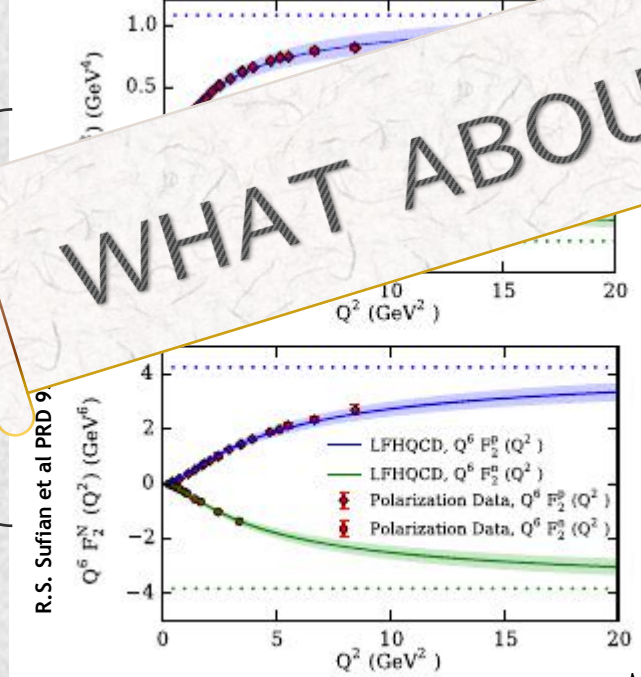 1.0
0.5
) (GeV⁴)
WHAT ABOU
10 15 20
Q² (GeV² )
R.S. Sufian et al PRD 9
Q⁶ F₂ᴺ (Q²) (GeV⁶)
4
2
0
−2
−4
LFHQCD, Q⁶ F₂ᵖ (Q² )
LFHQCD, Q⁶ F₂ⁿ (Q² )
Polarization Data, Q⁶ F₂ᵖ (Q² )
Polarization Data, Q⁶ F₂ⁿ (Q² )
0 5 10 15 20
Q² (GeV² )